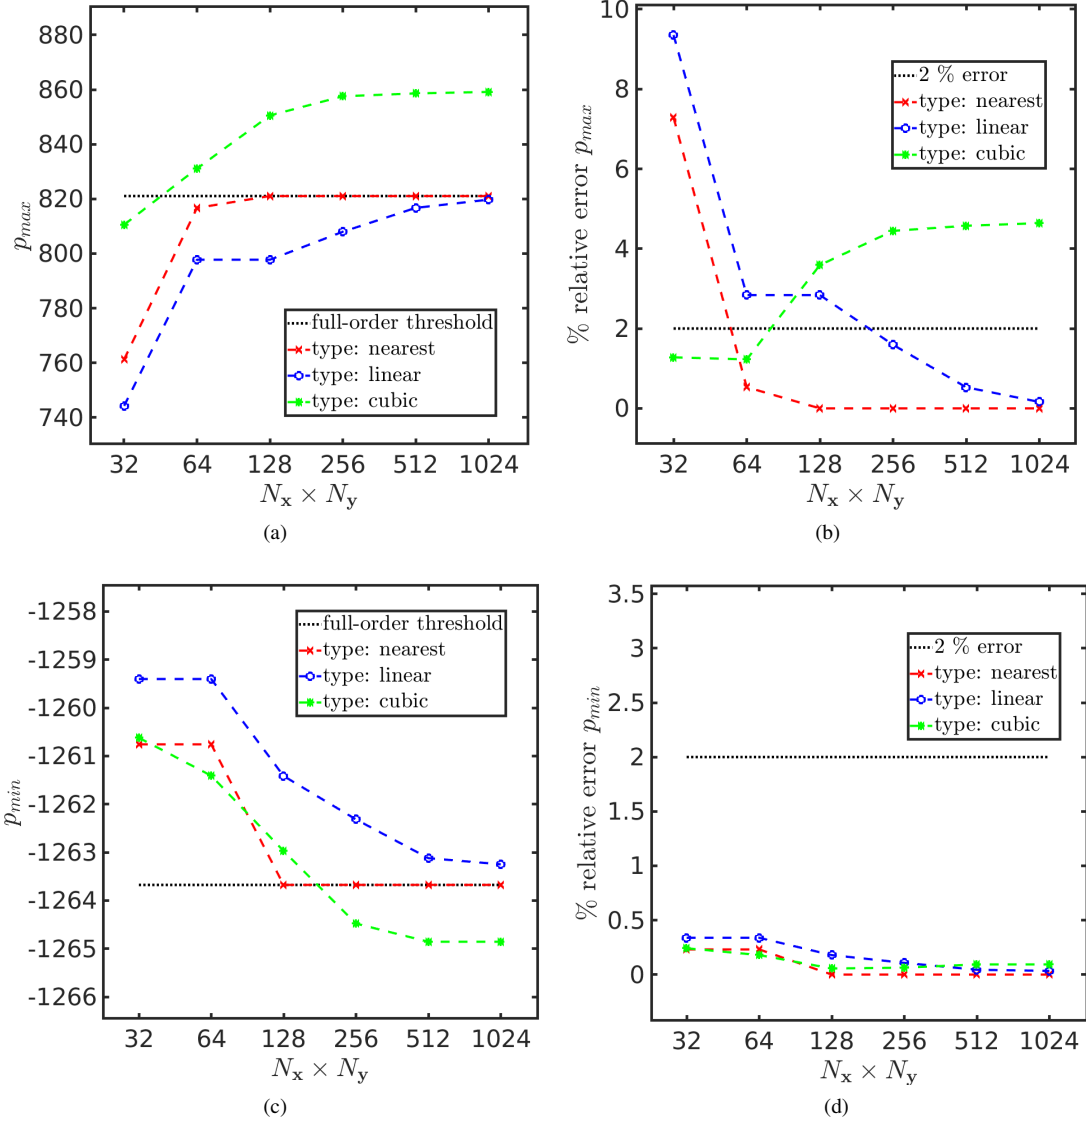 880
860
840
820
800
780
760
740
p_max
full-order threshold
type: nearest
type: linear
type: cubic
32 64 128 256 512 1024
N_x × N_y
(a)
10
8
6
4
2
0
% relative error p_max
2 % error
type: nearest
type: linear
type: cubic
32 64 128 256 512 1024
N_x × N_y
(b)
-1258
-1259
-1260
-1261
-1262
-1263
-1264
-1265
-1266
p_min
full-order threshold
type: nearest
type: linear
type: cubic
32 64 128 256 512 1024
N_x × N_y
(c)
3.5
3
2.5
2
1.5
1
0.5
0
% relative error p_min
2 % error
type: nearest
type: linear
type: cubic
32 64 128 256 512 1024
N_x × N_y
(d)